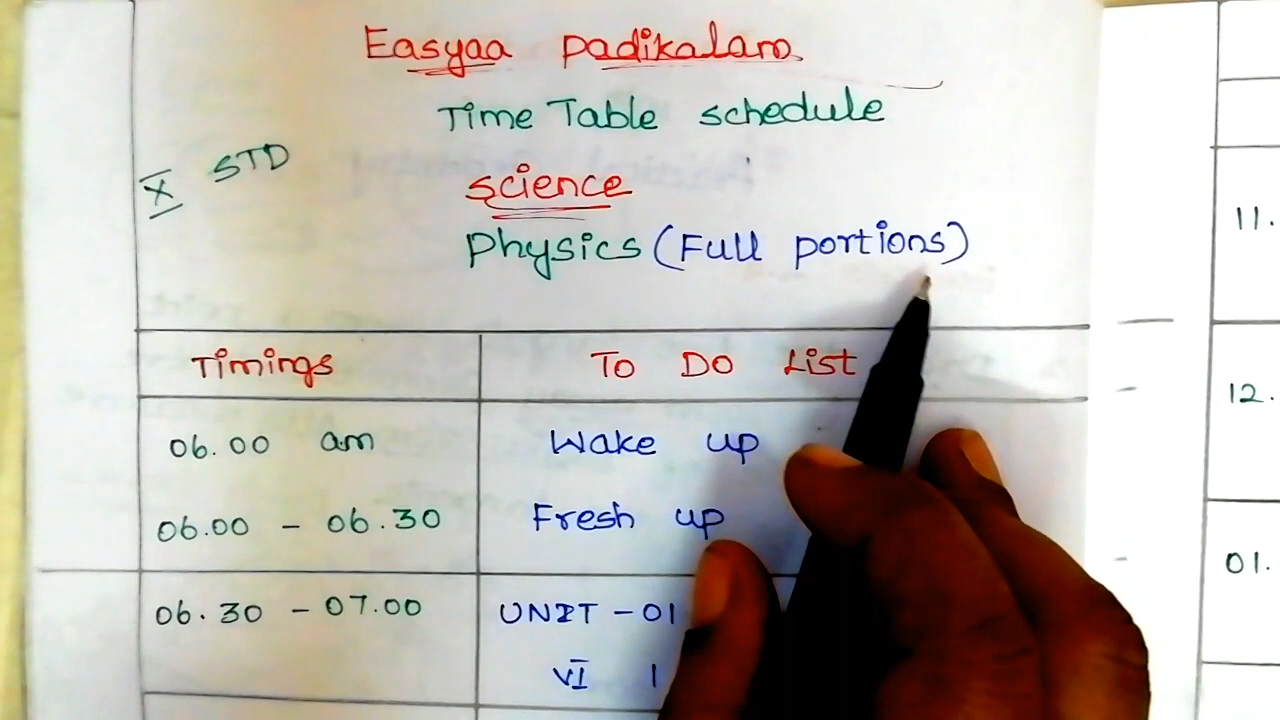 Easyaa Padikalam
Time Table schedule
X STD
Science
Physics (Full portions)
Timings To Do List
06.00 am Wake up
06.00 - 06.30 Fresh up
06.30 - 07.00 UNIT - 01
VI 1
11.
12.
01.